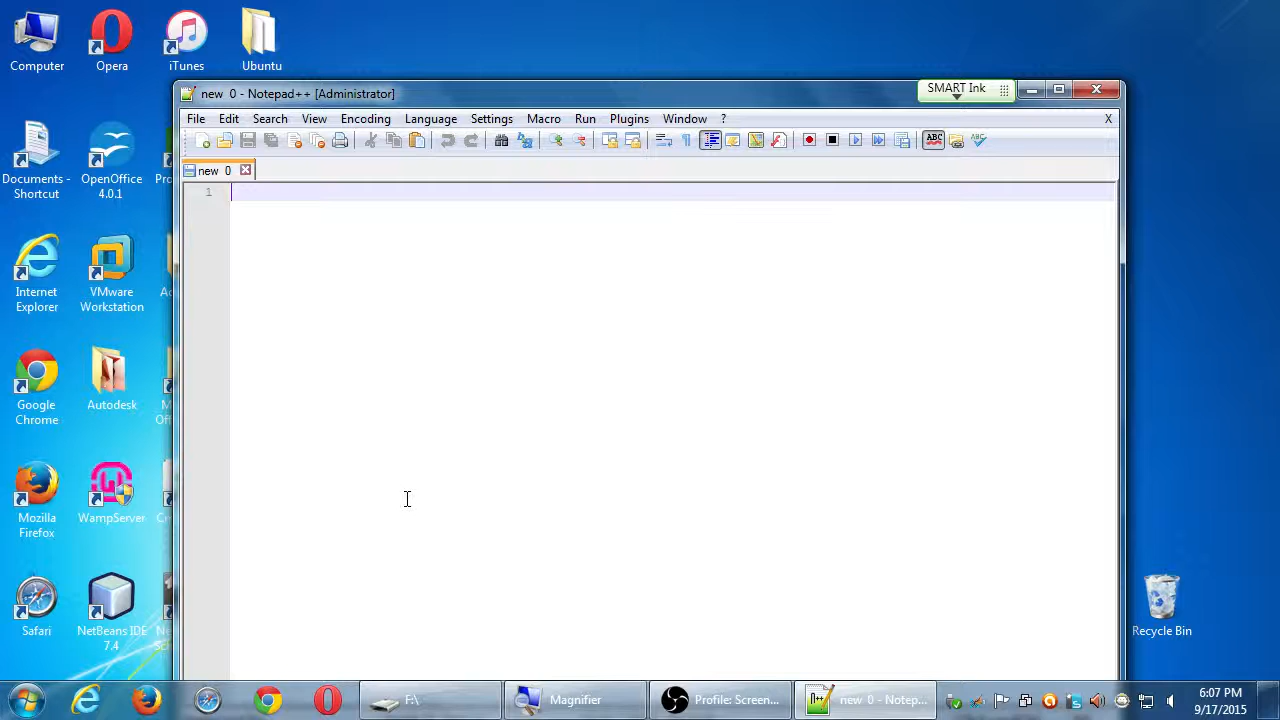 Computer
Opera
iTunes
Ubuntu
new 0 - Notepad++ [Administrator]
SMART Ink
File Edit Search View Encoding Language Settings Macro Run Plugins Window ? X
new 0
1
Documents -
Shortcut
OpenOffice
4.0.1
Internet
Explorer
VMware
Workstation
Google
Chrome
Autodesk
Mozilla
Firefox
WampServer
Safari
NetBeans IDE
7.4
Recycle Bin
F:\
Magnifier
Profile: Screen...
new 0 - Notep...
6:07 PM
9/17/2015